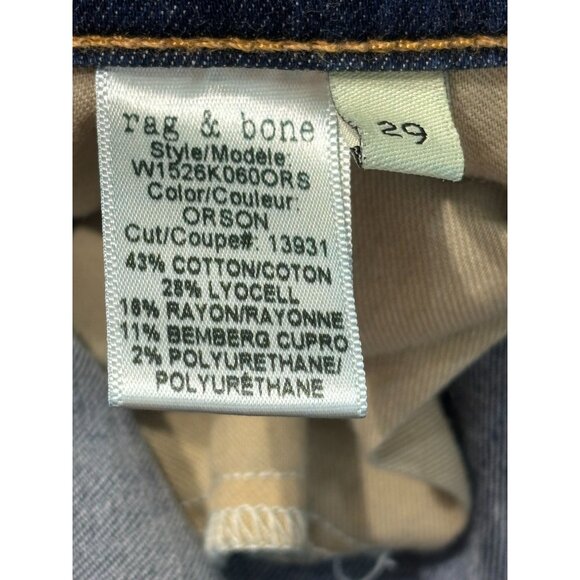 rag & bone
Style/Modele:
W1526K060ORS
Color/Couleur:
ORSON
Cut/Coupe#: 13931
43% COTTON/COTON
28% LYOCELL
16% RAYON/RAYONNE
11% BEMBERG CUPRO
2% POLYURETHANE/
POLYURÉTHANE
29